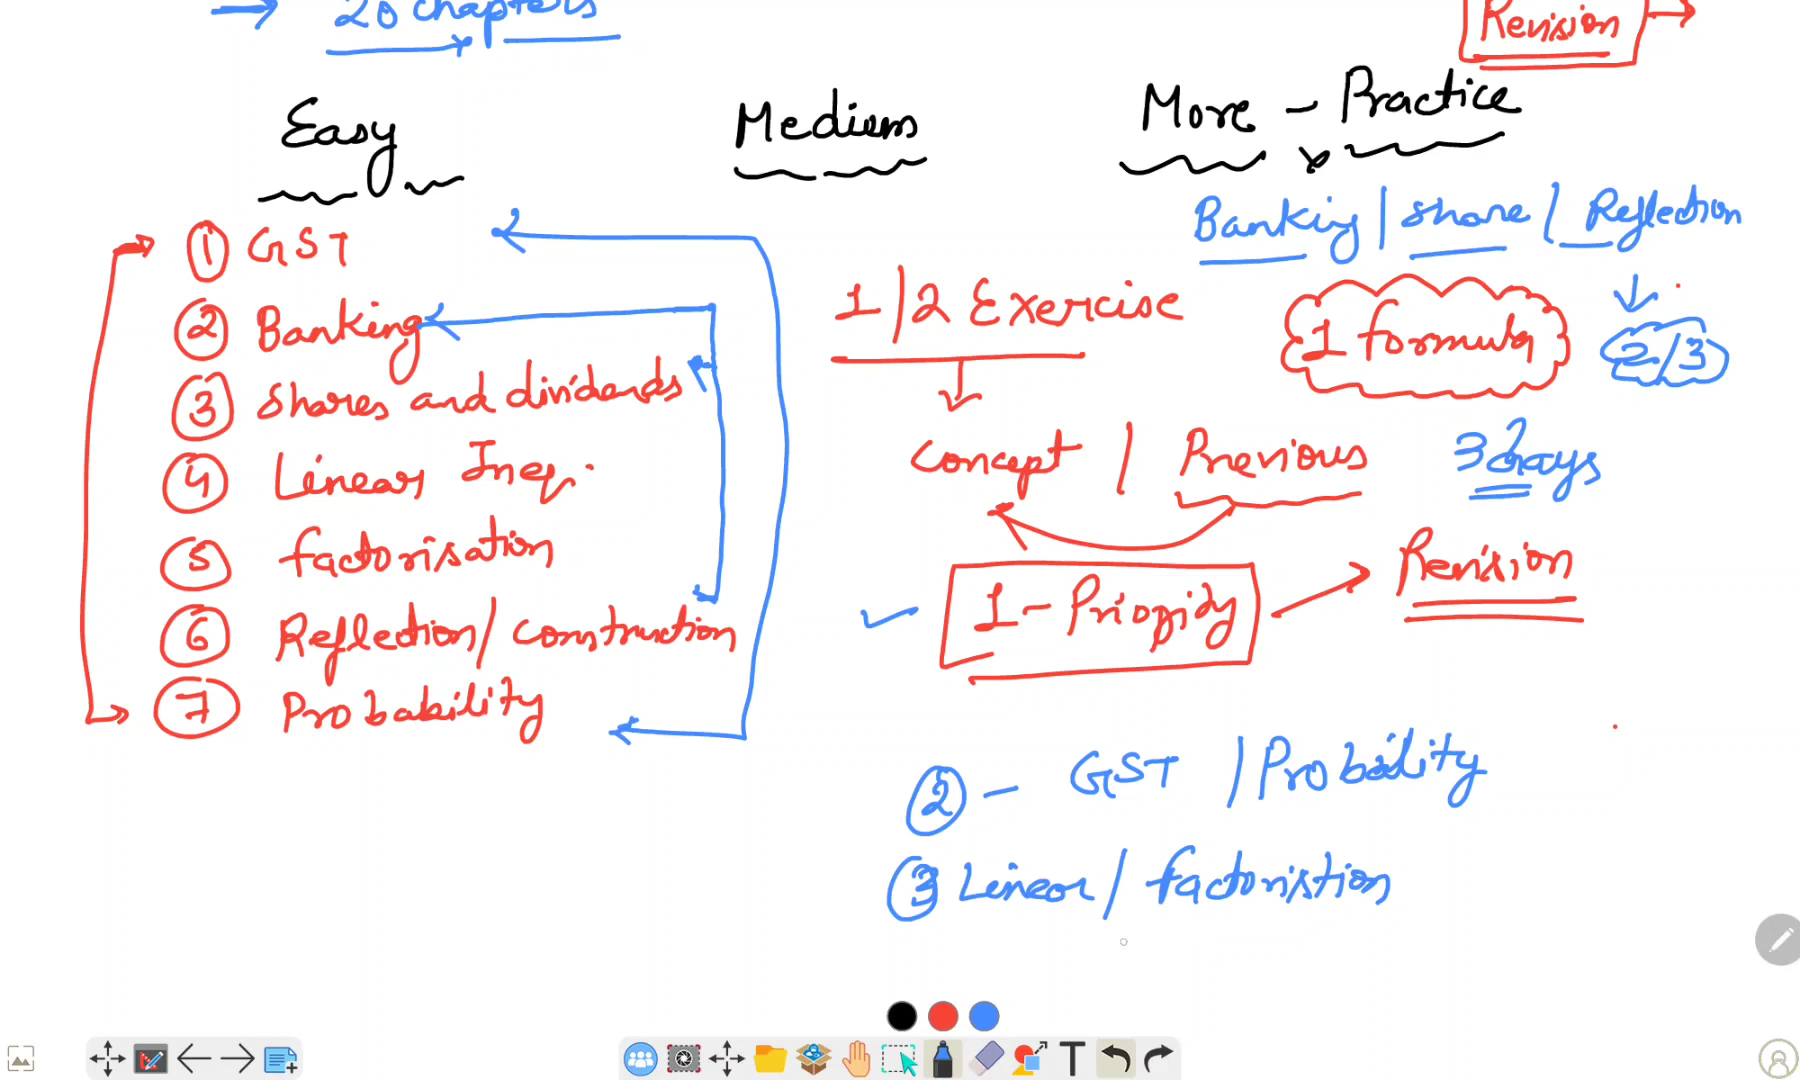 20 chapters
Revision
Easy
Medium
More - Practice
Banking | share | Reflection
① GST
② Banking
③ Shares and dividends
④ Linear Ineq.
⑤ factorisation
⑥ Reflection/construction
⑦ Probability
1/2 Exercise
1 formula
2/3
concept | Previous
3 days
1 - Priority
Revision
② - GST | Probability
③ Linear / factoristion
T